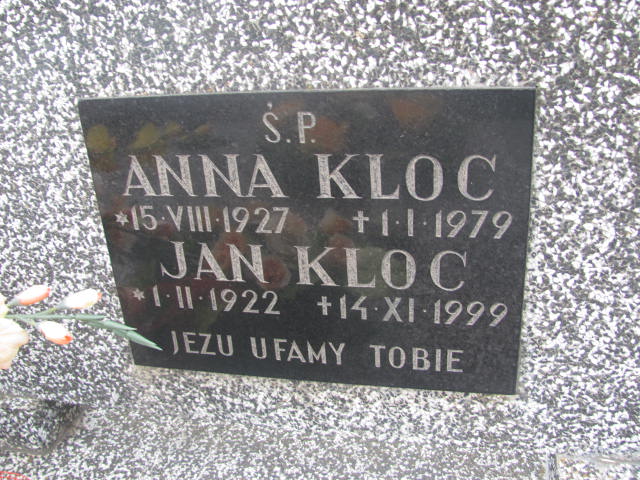 Ś.P.
ANNA KLOC
*15·VIII·1927 †1·I·1979
JAN KLOC
*1·II·1922 †14·XI·1999
JEZU UFAMY TOBIE